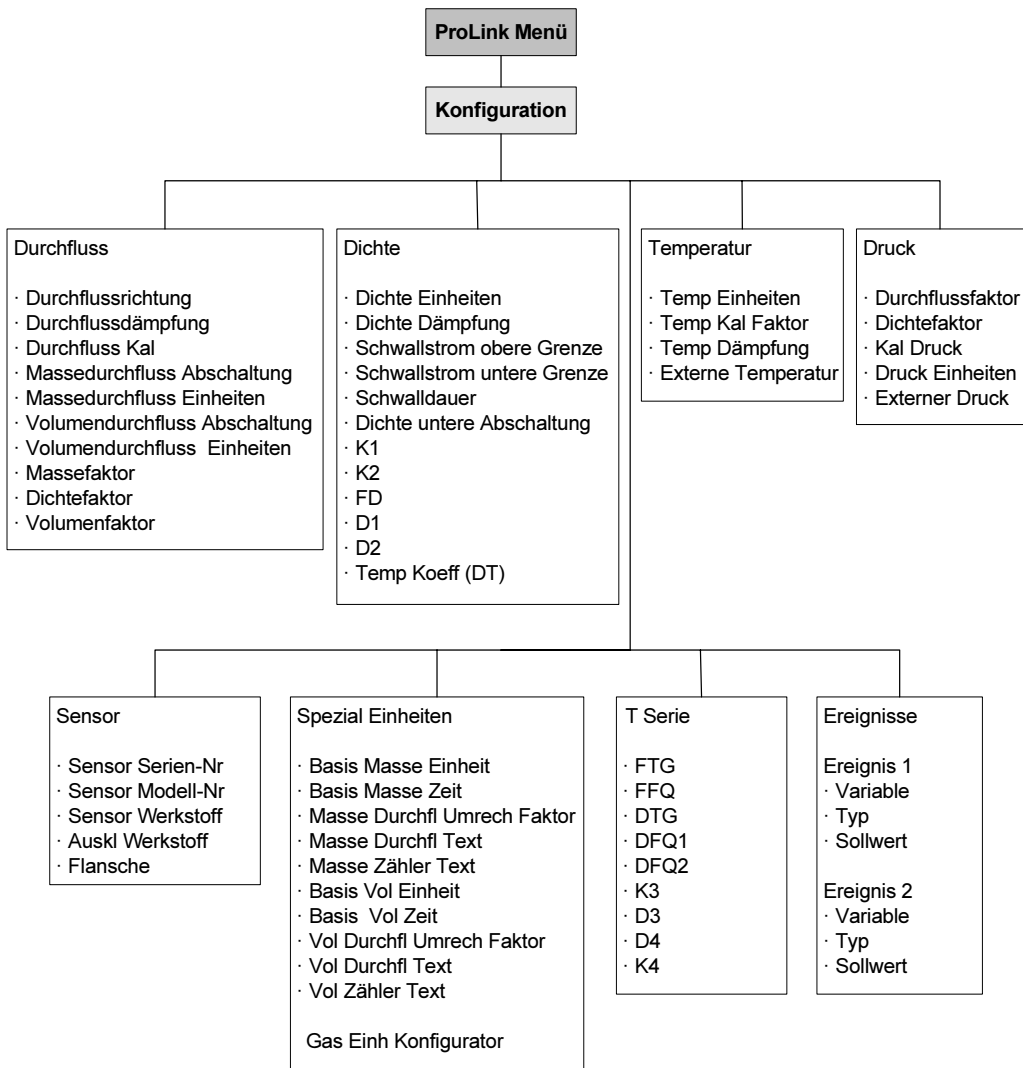 ProLink Menü
Konfiguration
Durchfluss
· Durchflussrichtung
· Durchflussdämpfung
· Durchfluss Kal
· Massedurchfluss Abschaltung
· Massedurchfluss Einheiten
· Volumendurchfluss Abschaltung
· Volumendurchfluss  Einheiten
· Massefaktor
· Dichtefaktor
· Volumenfaktor
Dichte
· Dichte Einheiten
· Dichte Dämpfung
· Schwallstrom obere Grenze
· Schwallstrom untere Grenze
· Schwalldauer
· Dichte untere Abschaltung
· K1
· K2
· FD
· D1
· D2
· Temp Koeff (DT)
Temperatur
· Temp Einheiten
· Temp Kal Faktor
· Temp Dämpfung
· Externe Temperatur
Druck
· Durchflussfaktor
· Dichtefaktor
· Kal Druck
· Druck Einheiten
· Externer Druck
Sensor
· Sensor Serien-Nr
· Sensor Modell-Nr
· Sensor Werkstoff
· Auskl Werkstoff
· Flansche
Spezial Einheiten
· Basis Masse Einheit
· Basis Masse Zeit
· Masse Durchfl Umrech Faktor
· Masse Durchfl Text
· Masse Zähler Text
· Basis Vol Einheit
· Basis  Vol Zeit
· Vol Durchfl Umrech Faktor
· Vol Durchfl Text
· Vol Zähler Text
Gas Einh Konfigurator
T Serie
· FTG
· FFQ
· DTG
· DFQ1
· DFQ2
· K3
· D3
· D4
· K4
Ereignisse
Ereignis 1
· Variable
· Typ
· Sollwert
Ereignis 2
· Variable
· Typ
· Sollwert